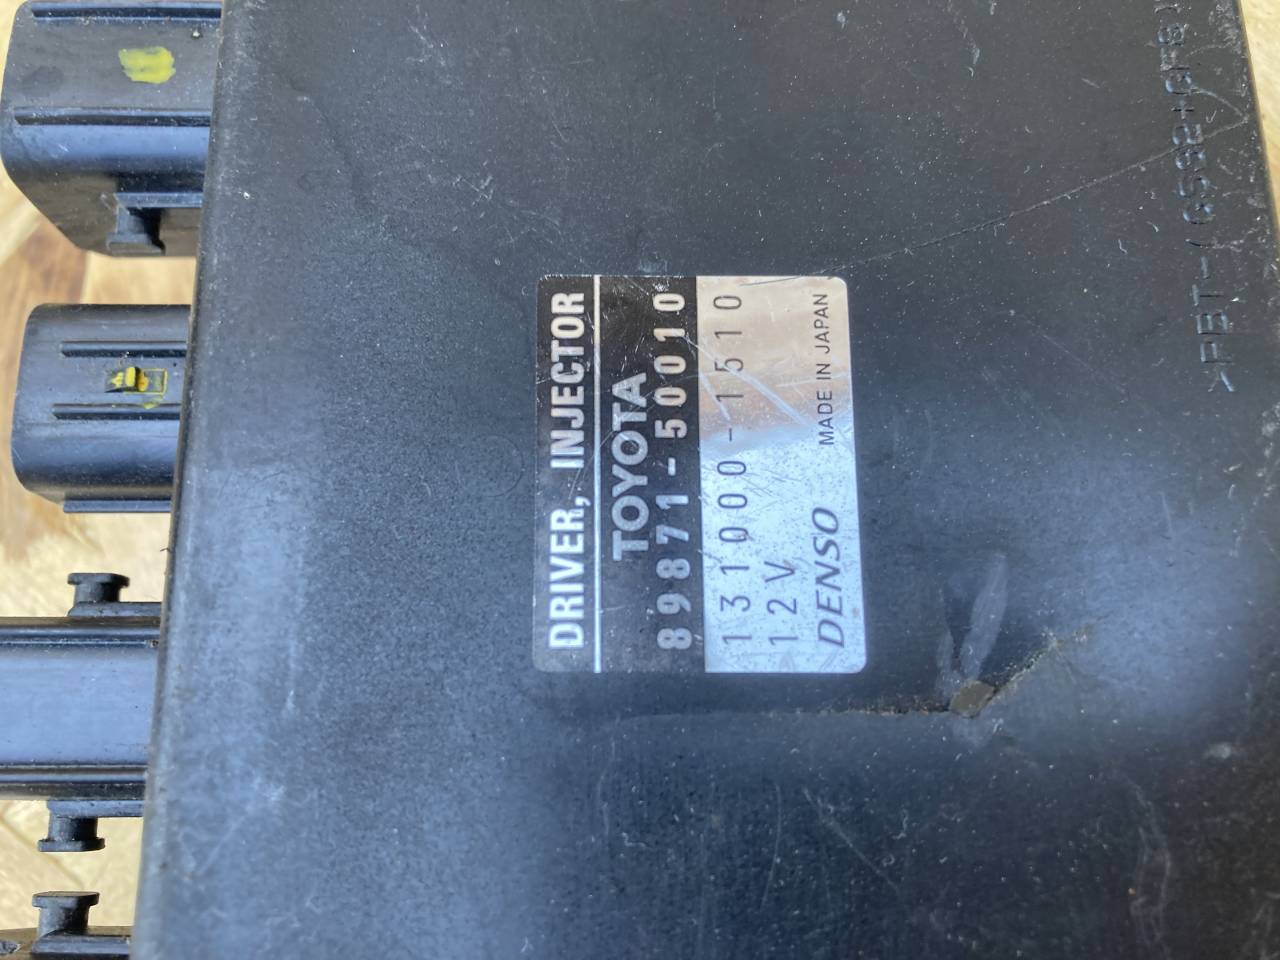 DRIVER, INJECTOR
TOYOTA
89871-50010
131000-1510
12V
DENSO MADE IN JAPAN